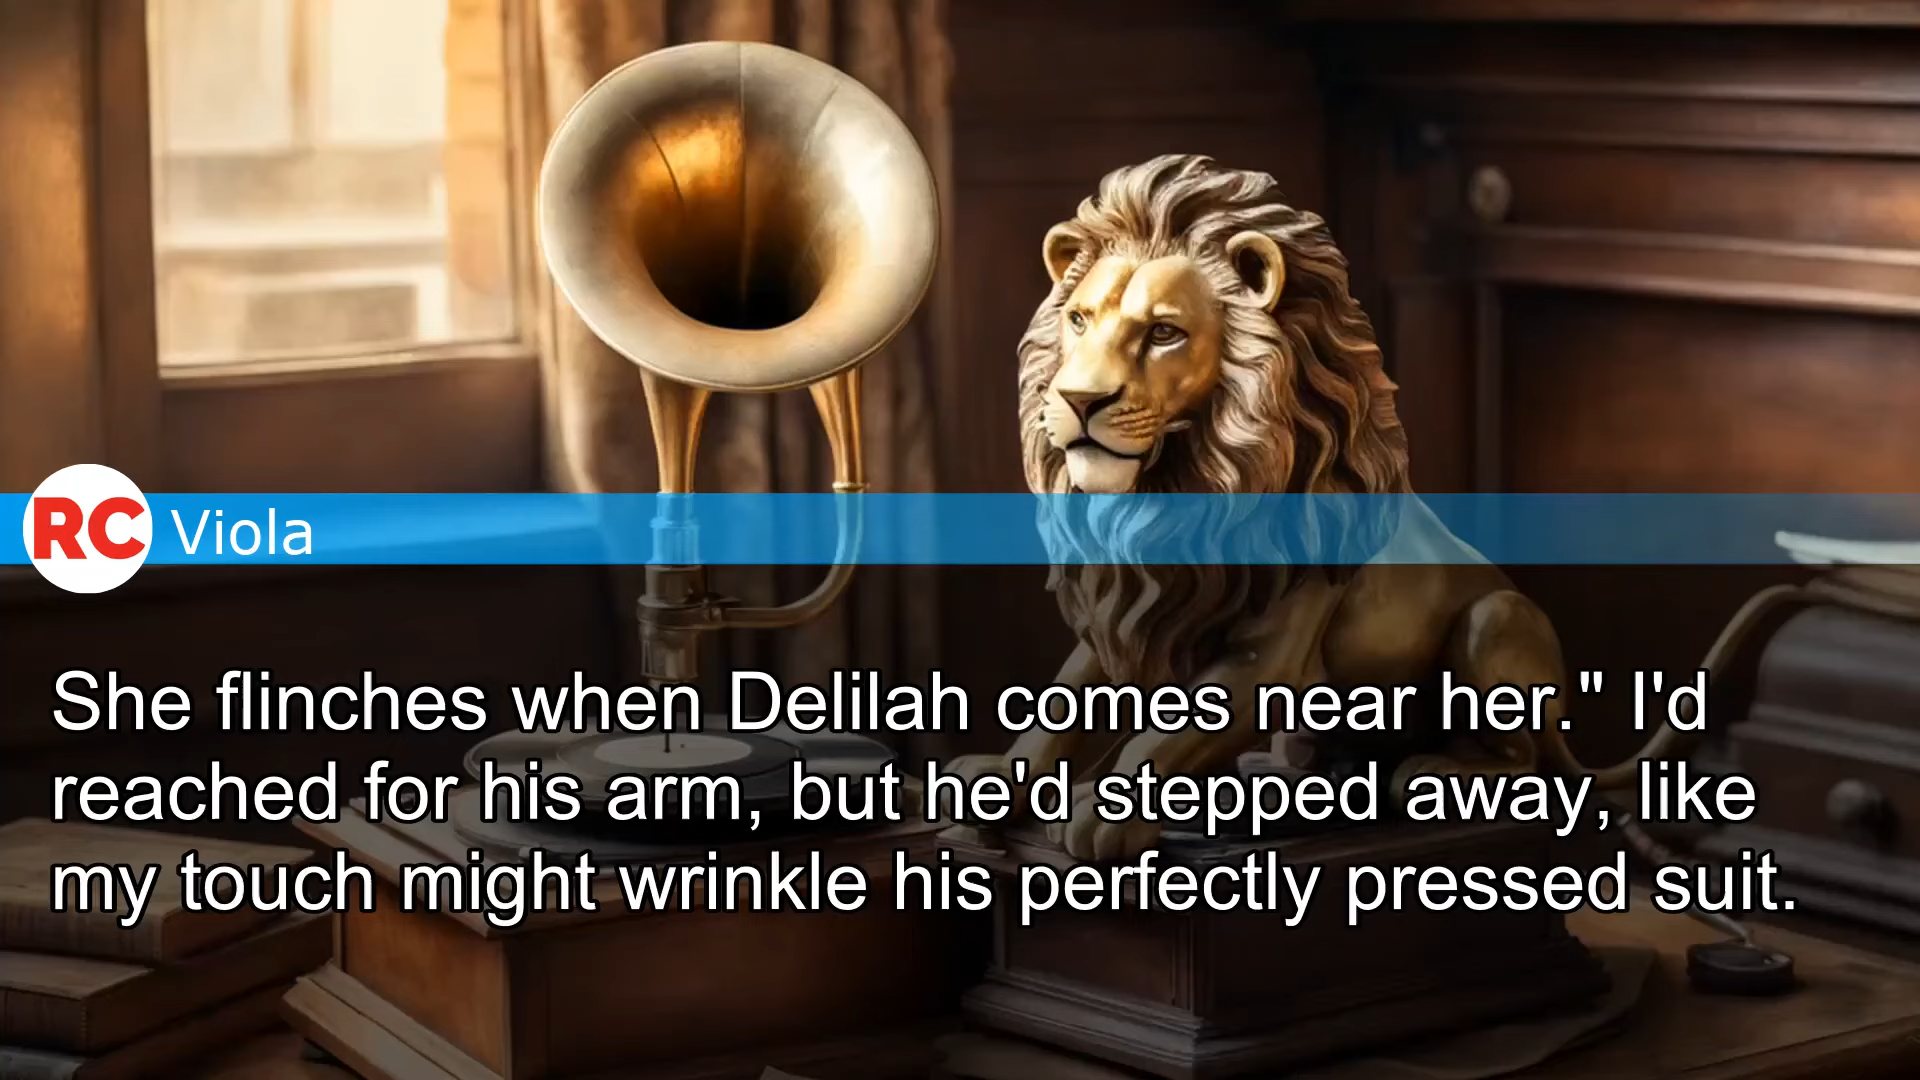 RC Viola
She flinches when Delilah comes near her." I'd
reached for his arm, but he'd stepped away, like
my touch might wrinkle his perfectly pressed suit.